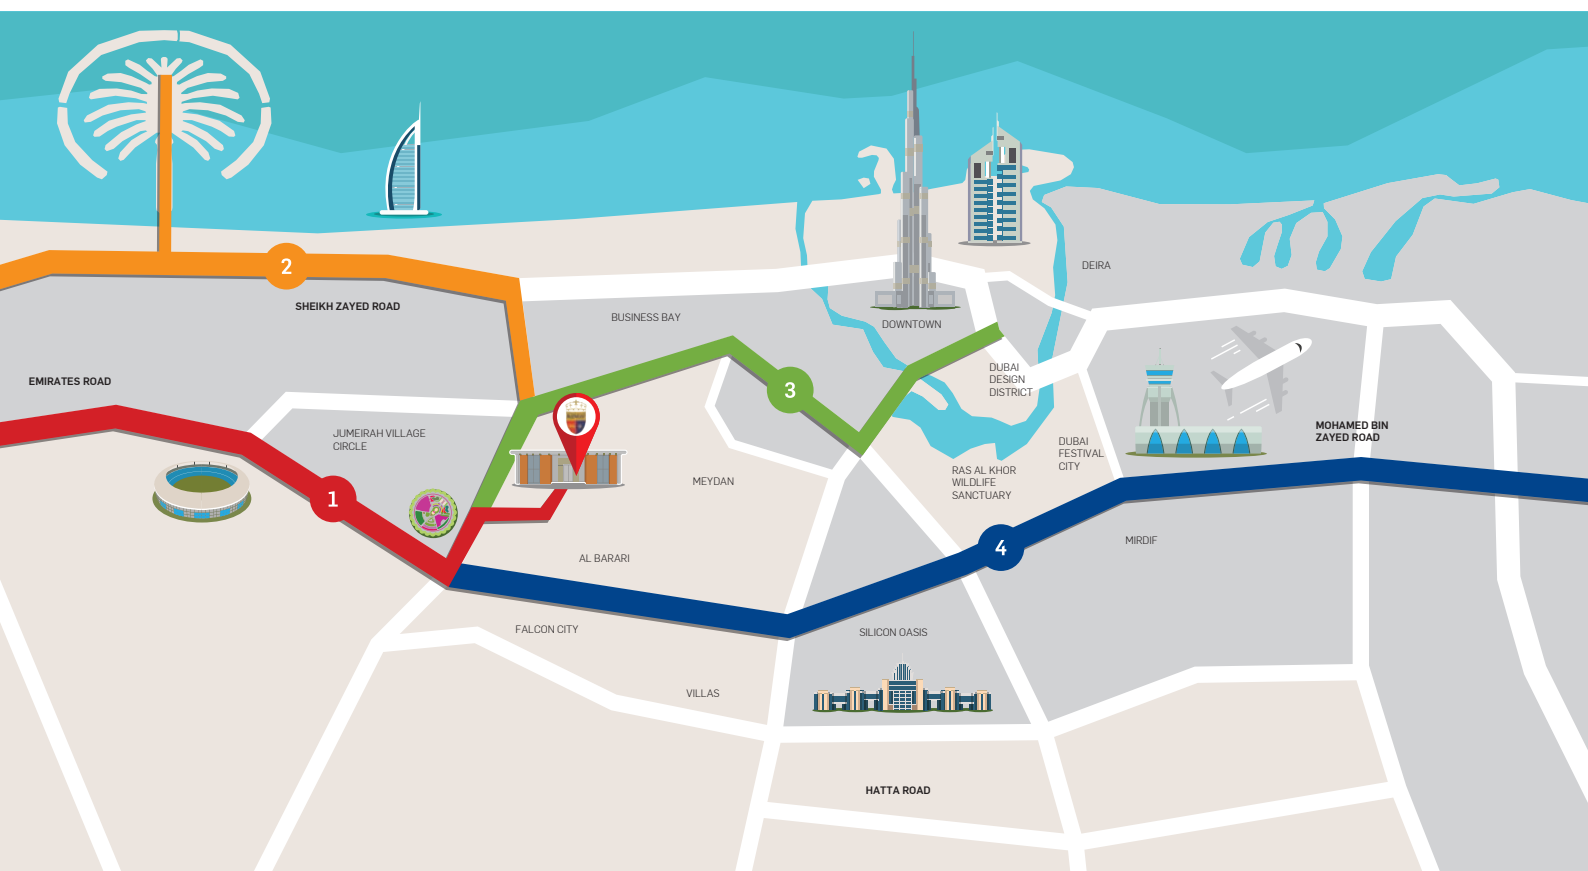 2
SHEIKH ZAYED ROAD
BUSINESS BAY
DOWNTOWN
DEIRA
EMIRATES ROAD
3
DUBAI
DESIGN
DISTRICT
JUMEIRAH VILLAGE
CIRCLE
MOHAMED BIN
ZAYED ROAD
DUBAI
FESTIVAL
CITY
MEYDAN
RAS AL KHOR
WILDLIFE
SANCTUARY
1
4
MIRDIF
AL BARARI
FALCON CITY
SILICON OASIS
VILLAS
HATTA ROAD